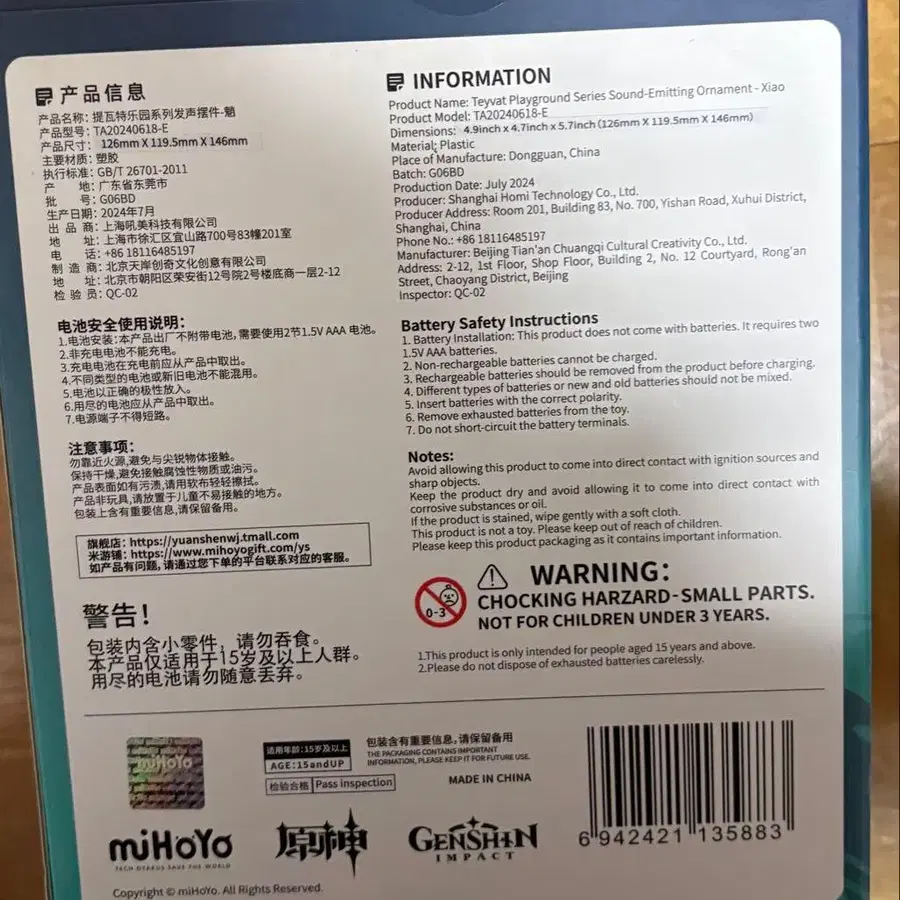 产品信息
产品名称：提瓦特乐园系列发声摆件-魈
产品型号：TA20240618-E
产品尺寸：126mm X 119.5mm X 146mm
主要材质：塑胶
执行标准：GB/T 26701-2011
产 地：广东省东莞市
批 号：G06BD
生产日期：2024年7月
出 品 商：上海吼美科技有限公司
地 址：上海市徐汇区宜山路700号83幢201室
电 话：+86 18116485197
制 造 商：北京天岸创奇文化创意有限公司
地 址：北京市朝阳区荣安街12号院2号楼底商一层2-12
检 验 员：QC-02
电池安全使用说明：
1.电池安装：本产品出厂不附带电池，需要使用2节1.5V AAA 电池。
2.非充电电池不能充电。
3.充电电池在充电前应从产品中取出。
4.不同类型的电池或新旧电池不能混用。
5.电池以正确的极性放入。
6.用尽的电池应从产品中取出。
7.电源端子不得短路。
注意事项：
勿靠近火源，避免与尖锐物体接触。
保持干燥，避免接触腐蚀性物质或油污。
产品表面如有污渍，请用软布轻轻擦拭。
产品非玩具，请放置于儿童不易接触的地方。
包装上含有重要信息，请保留备用。
旗舰店：https://yuanshenwj.tmall.com
米游铺：https://www.mihoyogift.com/ys
如产品有问题，请通过您下单的平台联系对应的客服。
警告！
包装内含小零件，请勿吞食。
本产品仅适用于15岁及以上人群。
用尽的电池请勿随意丢弃。
INFORMATION
Product Name: Teyvat Playground Series Sound-Emitting Ornament - Xiao
Product Model: TA20240618-E
Dimensions: 4.9inch x 4.7inch x 5.7inch (126mm X 119.5mm X 146mm)
Material: Plastic
Place of Manufacture: Dongguan, China
Batch: G06BD
Production Date: July 2024
Producer: Shanghai Homi Technology Co., Ltd.
Producer Address: Room 201, Building 83, No. 700, Yishan Road, Xuhui District,
Shanghai, China
Phone No.: +86 18116485197
Manufacturer: Beijing Tian'an Chuangqi Cultural Creativity Co., Ltd.
Address: 2-12, 1st Floor, Shop Floor, Building 2, No. 12 Courtyard, Rong'an
Street, Chaoyang District, Beijing
Inspector: QC-02
Battery Safety Instructions
1. Battery Installation: This product does not come with batteries. It requires two
1.5V AAA batteries.
2. Non-rechargeable batteries cannot be charged.
3. Rechargeable batteries should be removed from the product before charging.
4. Different types of batteries or new and old batteries should not be mixed.
5. Insert batteries with the correct polarity.
6. Remove exhausted batteries from the toy.
7. Do not short-circuit the battery terminals.
Notes:
Avoid allowing this product to come into direct contact with ignition sources and
sharp objects.
Keep the product dry and avoid allowing it to come into direct contact with
corrosive substances or oil.
If the product is stained, wipe gently with a soft cloth.
This product is not a toy. Please keep out of reach of children.
Please keep this product packaging as it contains important information.
0-3
WARNING:
CHOCKING HARZARD-SMALL PARTS.
NOT FOR CHILDREN UNDER 3 YEARS.
1.This product is only intended for people aged 15 years and above.
2.Please do not dispose of exhausted batteries carelessly.
miHoYo
适用年龄：15岁及以上
AGE：15andUP
检验合格 Pass inspection
包装含有重要信息，请保留备用
THE PACKAGING CONTAINS IMPORTANT
INFORMATION, PLEASE KEEP IT FOR FUTURE USE.
MADE IN CHINA
6 942421 135883
miHoYo
TECH OTAKUS SAVE THE WORLD
原神
GENSHIN
IMPACT
Copyright © miHoYo. All Rights Reserved.